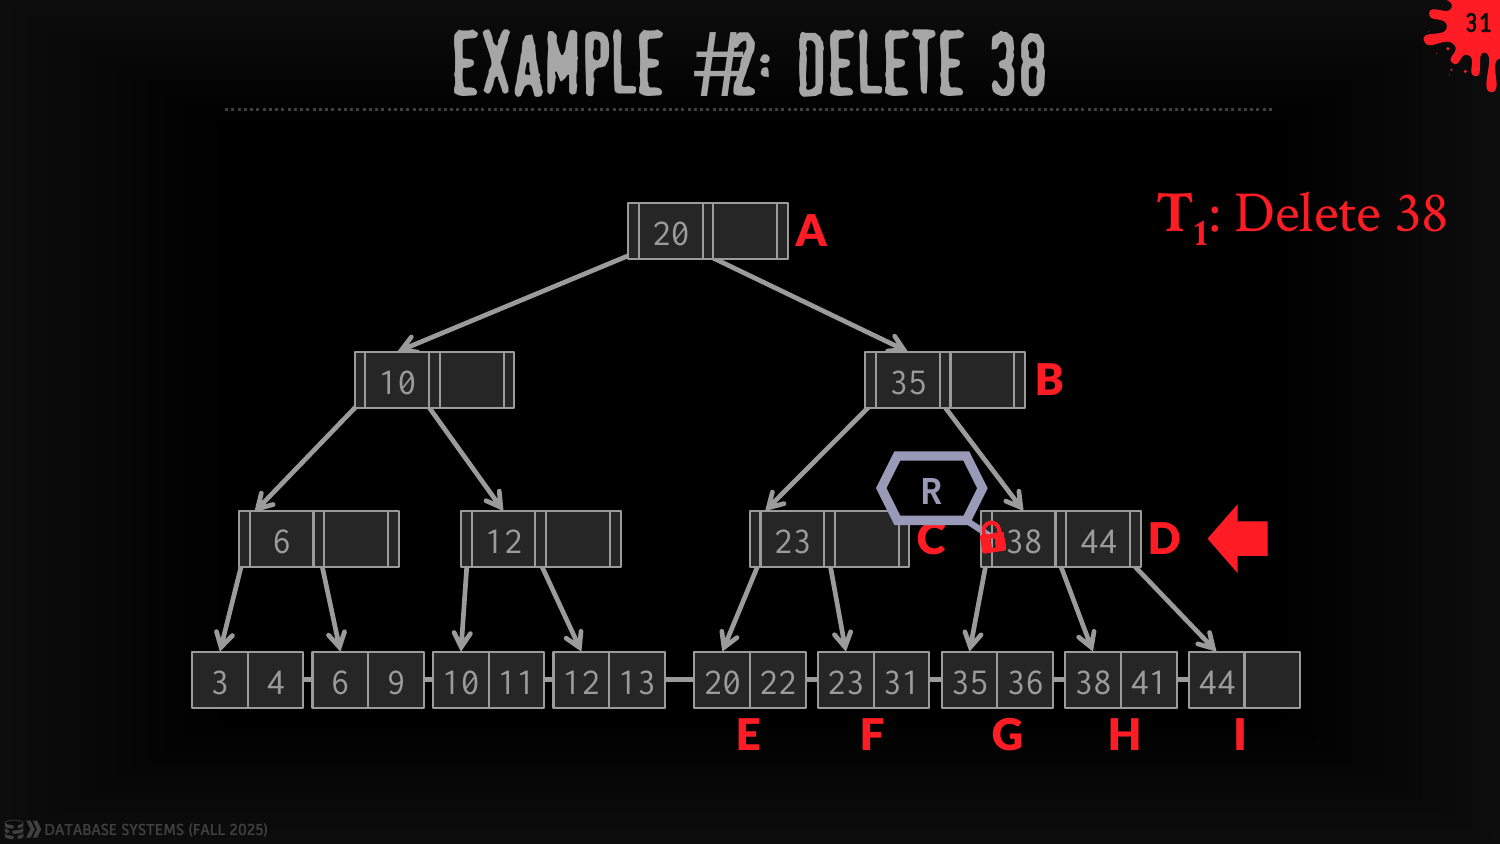 31
EXAMPLE #2: DELETE 38
T1: Delete 38
20 A
10 35 B
R
6 12 23 C 38 44 D
3 4 6 9 10 11 12 13 20 22 23 31 35 36 38 41 44
E F G H I
DATABASE SYSTEMS (FALL 2025)